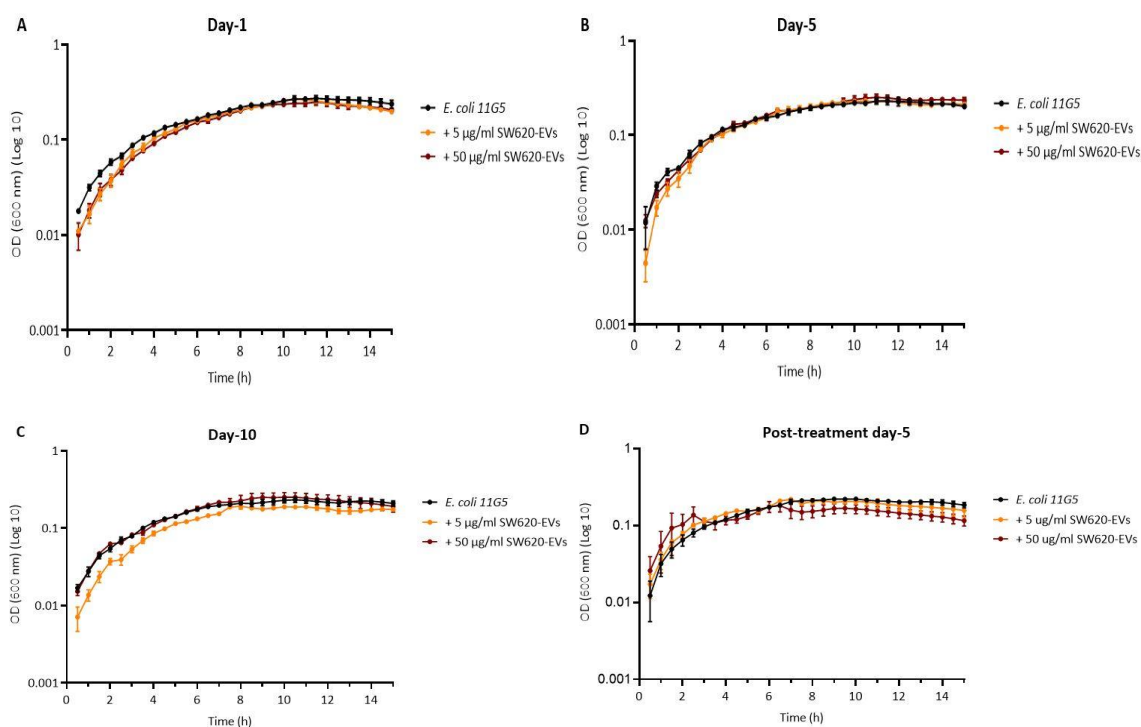 A
Day-1
1
0.1
0.01
0.001
OD (600 nm) (Log 10)
0 2 4 6 8 10 12 14
Time (h)
E. coli 11G5
+ 5 µg/ml SW620-EVs
+ 50 µg/ml SW620-EVs
B
Day-5
1
0.1
0.01
0.001
OD (600 nm) (Log 10)
0 2 4 6 8 10 12 14
Time (h)
E. coli 11G5
+ 5 µg/ml SW620-EVs
+ 50 µg/ml SW620-EVs
C
Day-10
1
0.1
0.01
0.001
OD (600 nm) (Log 10)
0 2 4 6 8 10 12 14
Time (h)
E. coli 11G5
+ 5 µg/ml SW620-EVs
+ 50 µg/ml SW620-EVs
D
Post-treatment day-5
1
0.1
0.01
0.001
OD (600 nm) (Log 10)
0 2 4 6 8 10 12 14
Time (h)
E. coli 11G5
+ 5 ug/ml SW620-EVs
+ 50 ug/ml SW620-EVs